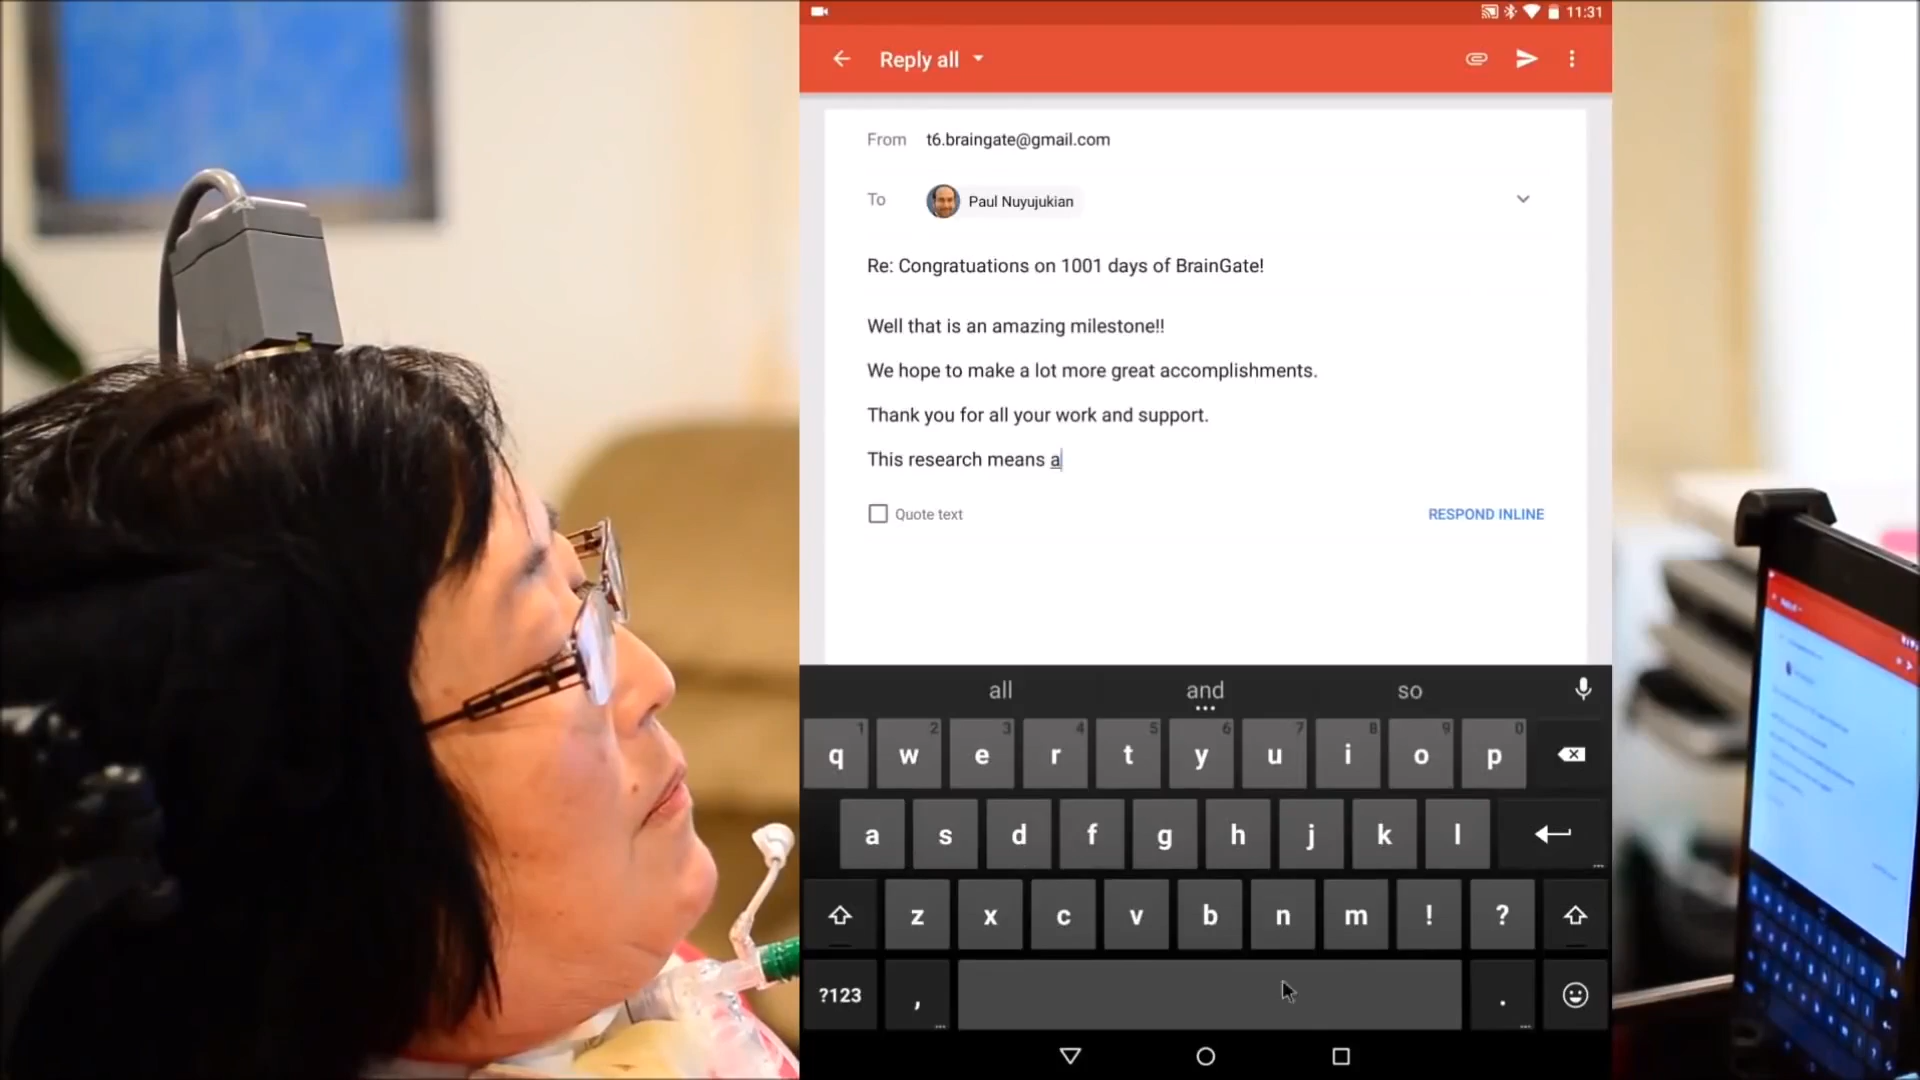 11:31
Reply all
From t6.braingate@gmail.com
To Paul Nuyujukian
Re: Congratuations on 1001 days of BrainGate!
Well that is an amazing milestone!!
We hope to make a lot more great accomplishments.
Thank you for all your work and support.
This research means a
Quote text RESPOND INLINE
all and so
1 2 3 4 5 6 7 8 9 0
q w e r t y u i o p
a s d f g h j k l
z x c v b n m ! ?
?123 , .